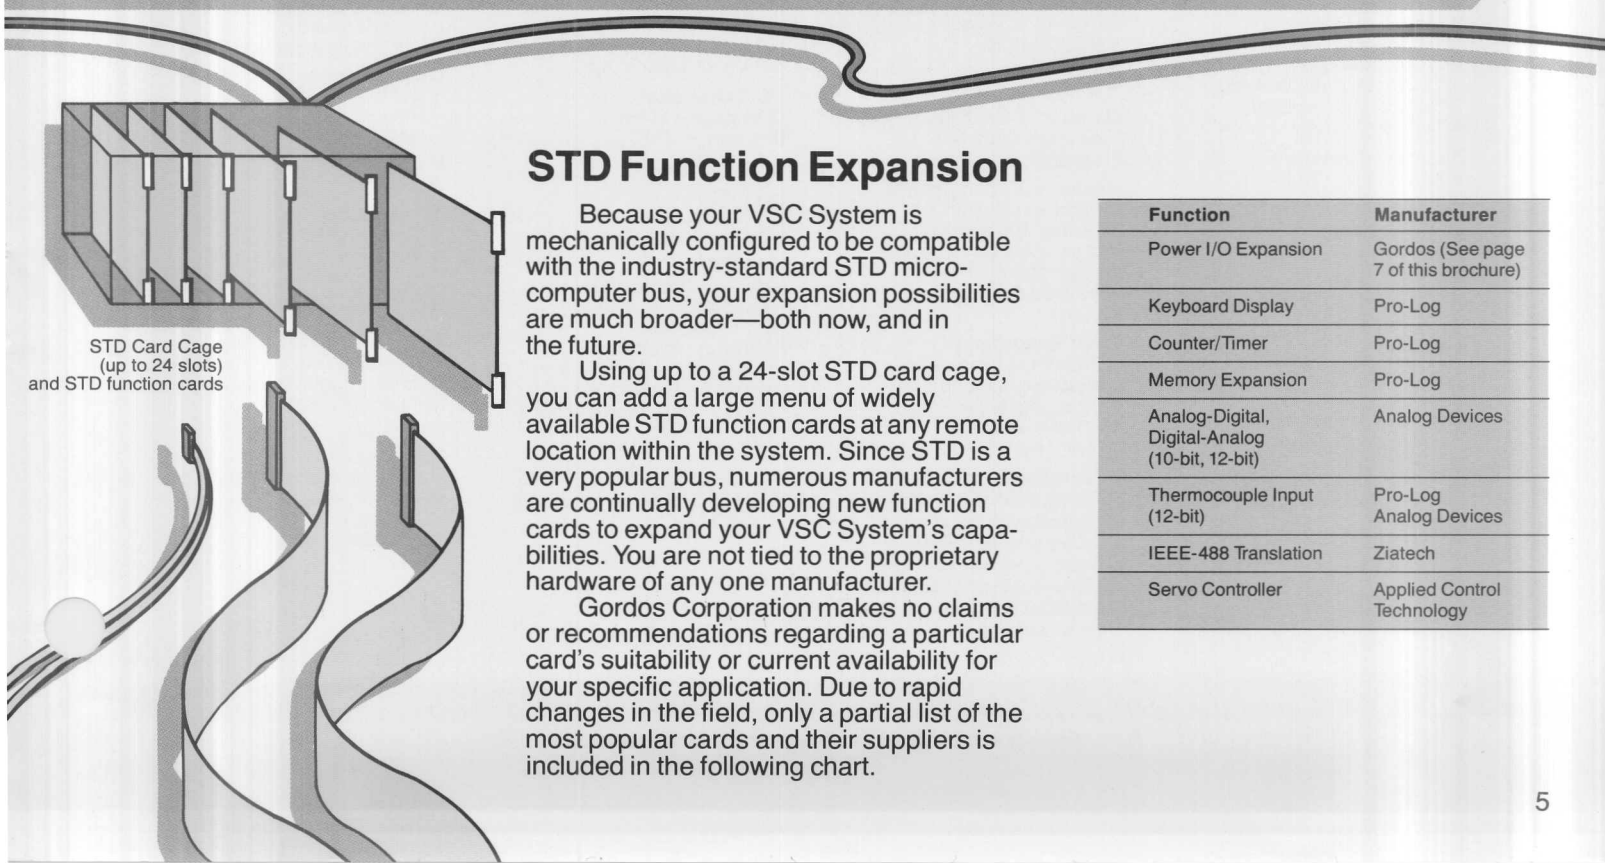 STD Function Expansion
Because your VSC System is
mechanically configured to be compatible
with the industry-standard STD micro-
computer bus, your expansion possibilities
are much broader—both now, and in
the future.
Using up to a 24-slot STD card cage,
you can add a large menu of widely
available STD function cards at any remote
location within the system. Since STD is a
very popular bus, numerous manufacturers
are continually developing new function
cards to expand your VSC System's capa-
bilities. You are not tied to the proprietary
hardware of any one manufacturer.
Gordos Corporation makes no claims
or recommendations regarding a particular
card's suitability or current availability for
your specific application. Due to rapid
changes in the field, only a partial list of the
most popular cards and their suppliers is
included in the following chart.
STD Card Cage
(up to 24 slots)
and STD function cards
Function Manufacturer
Power I/O Expansion Gordos (See page
7 of this brochure)
Keyboard Display Pro-Log
Counter/Timer Pro-Log
Memory Expansion Pro-Log
Analog-Digital, Analog Devices
Digital-Analog
(10-bit, 12-bit)
Thermocouple Input Pro-Log
(12-bit) Analog Devices
IEEE-488 Translation Ziatech
Servo Controller Applied Control
Technology
5